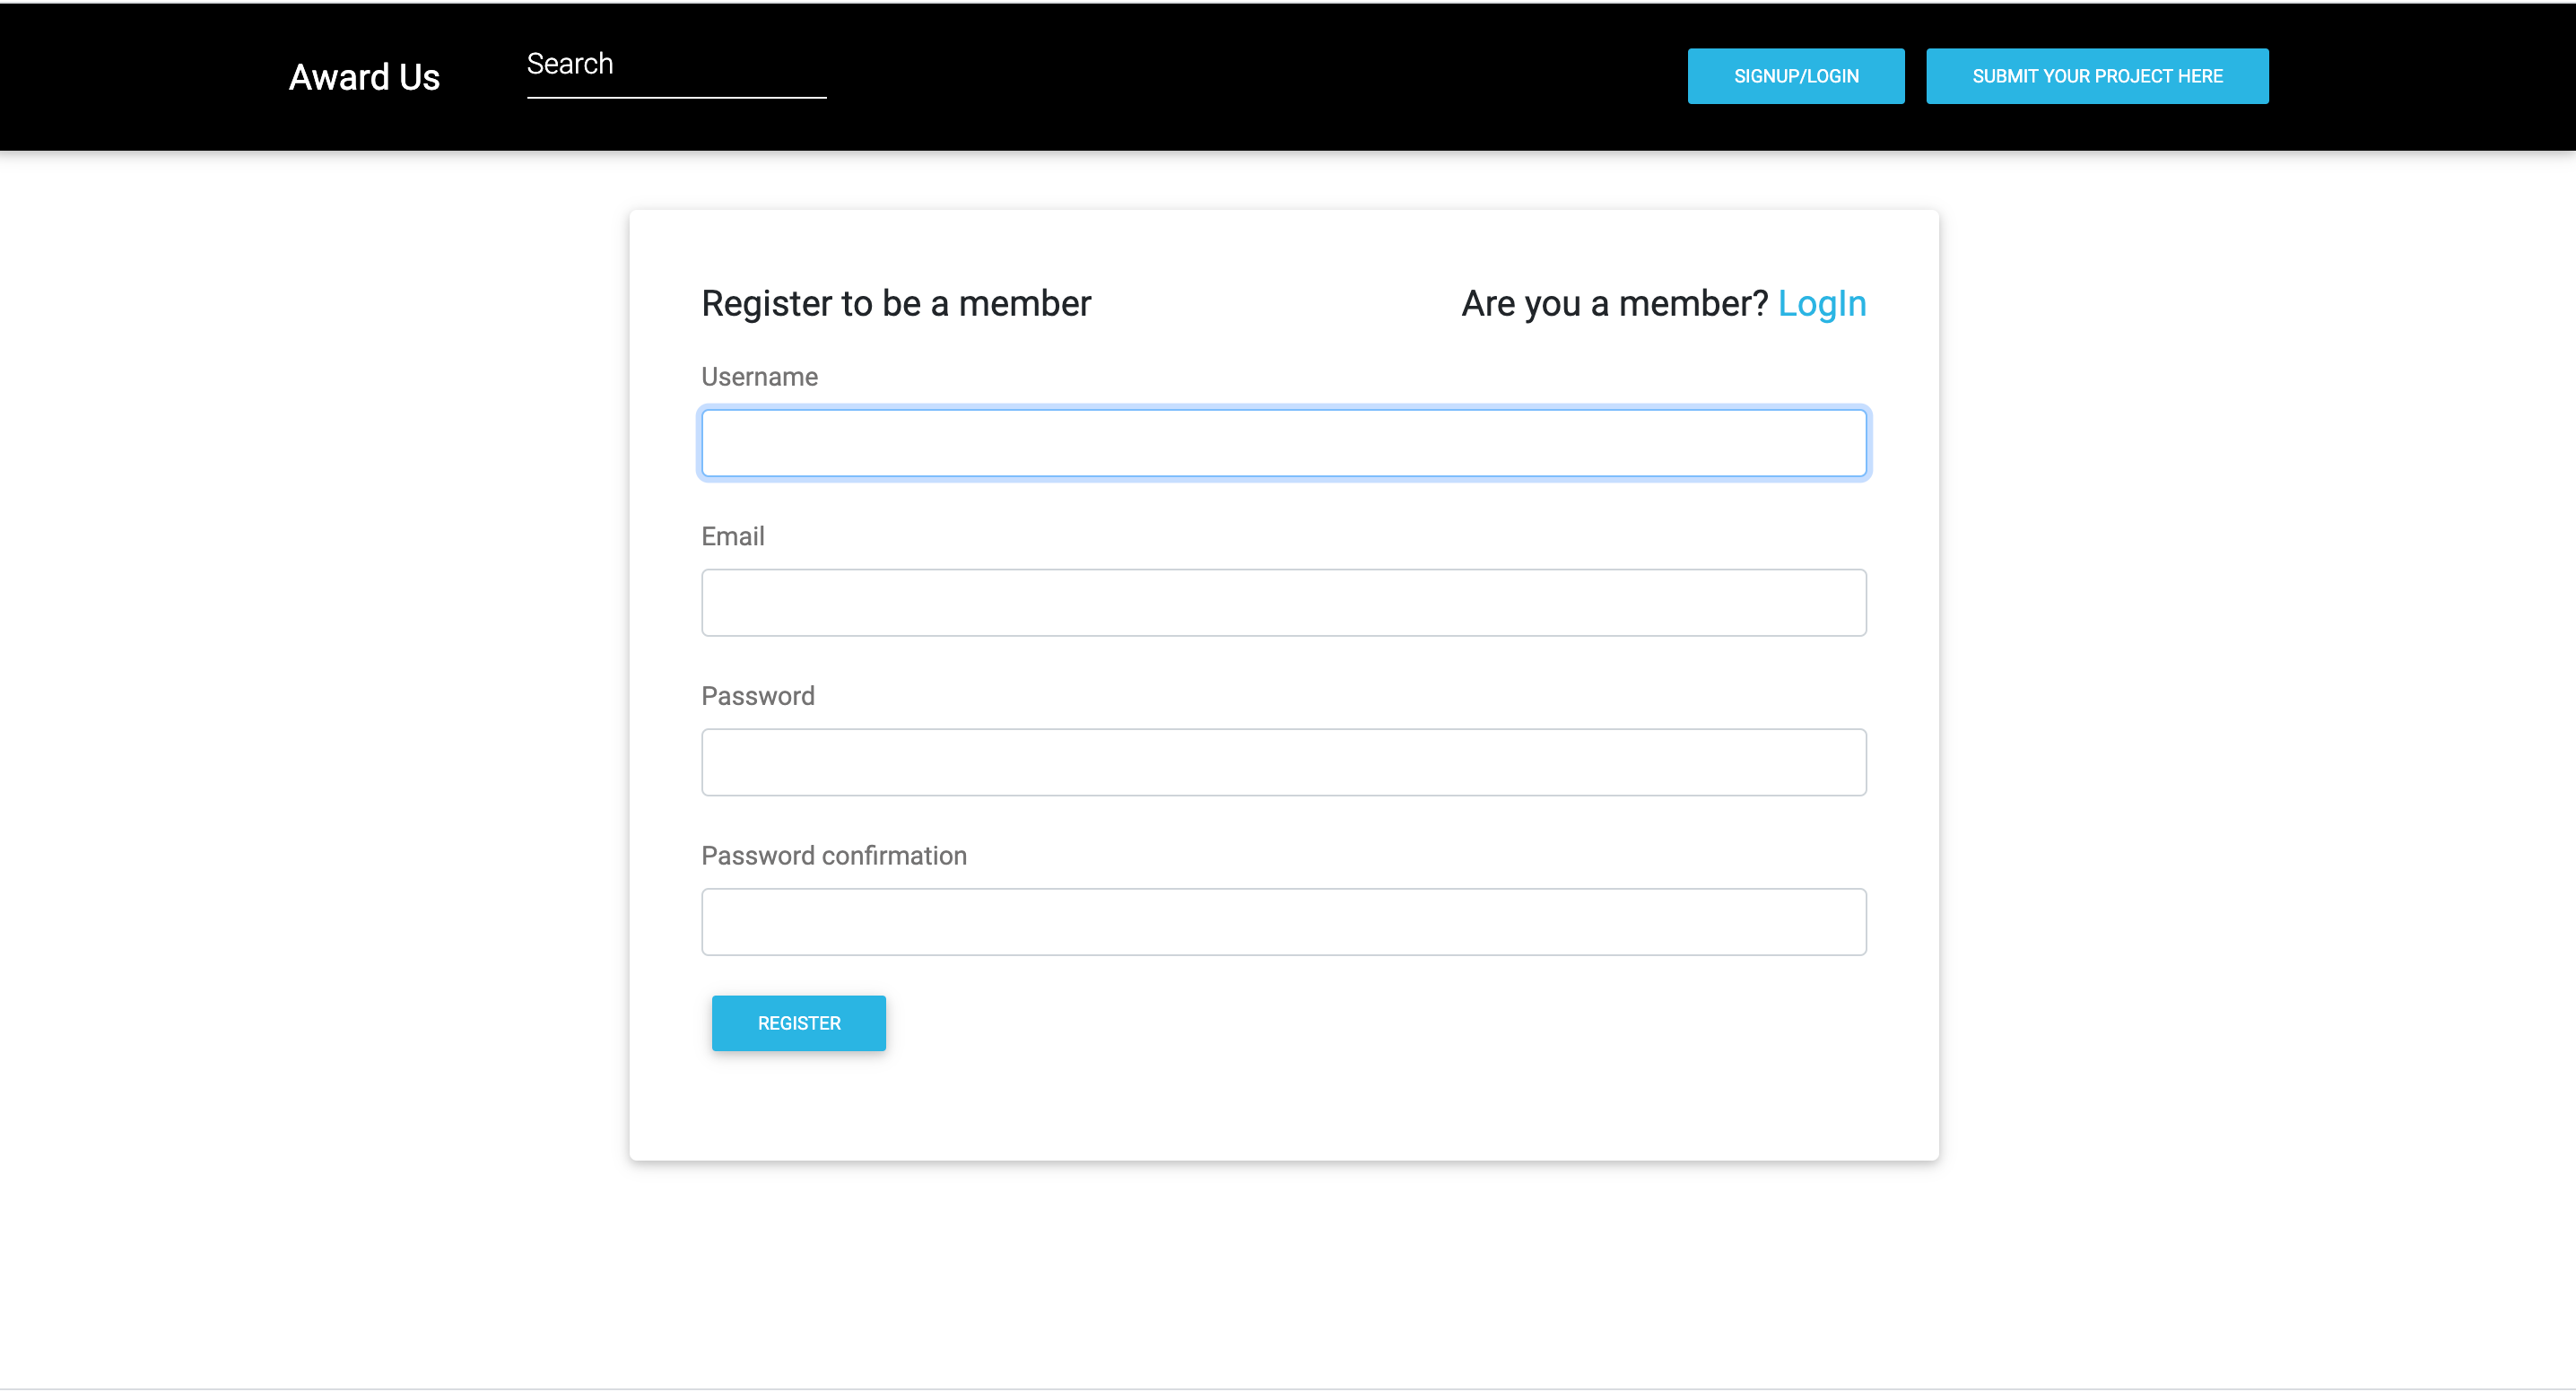 Award Us
Search
SIGNUP/LOGIN
SUBMIT YOUR PROJECT HERE
Register to be a member
Are you a member? LogIn
Username
Email
Password
Password confirmation
REGISTER